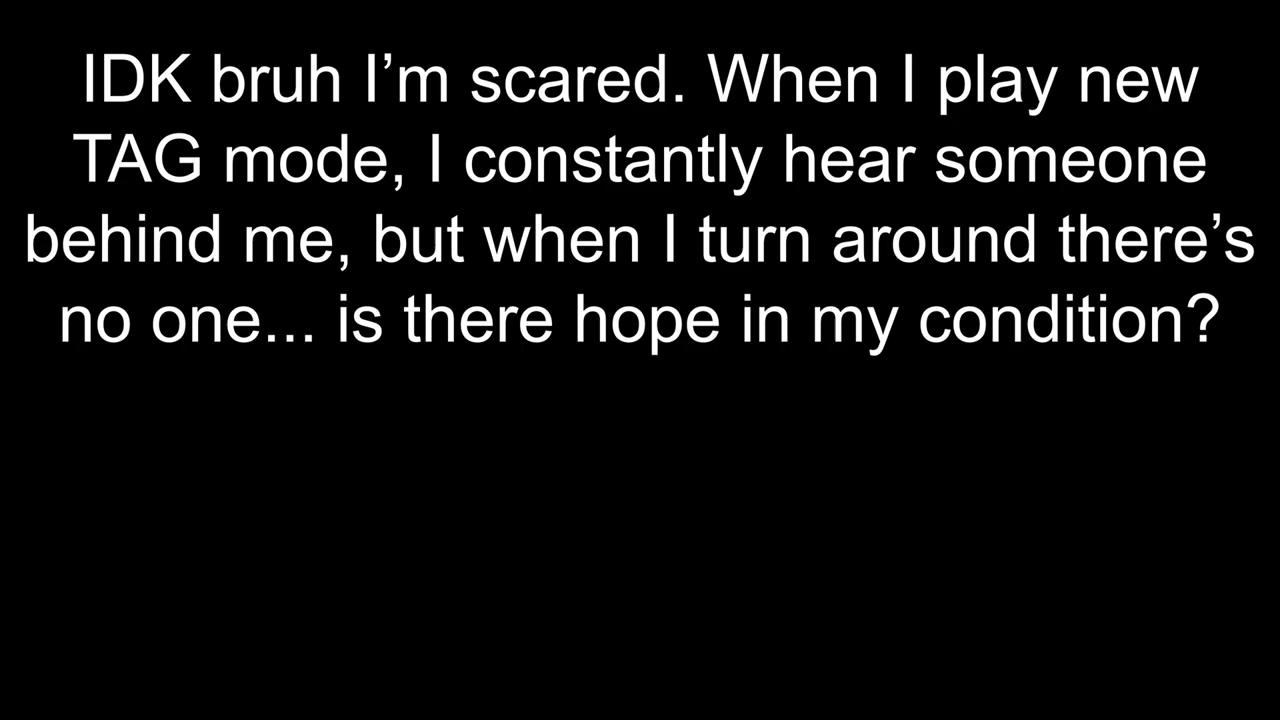 IDK bruh I’m scared. When I play new
TAG mode, I constantly hear someone
behind me, but when I turn around there’s
no one... is there hope in my condition?